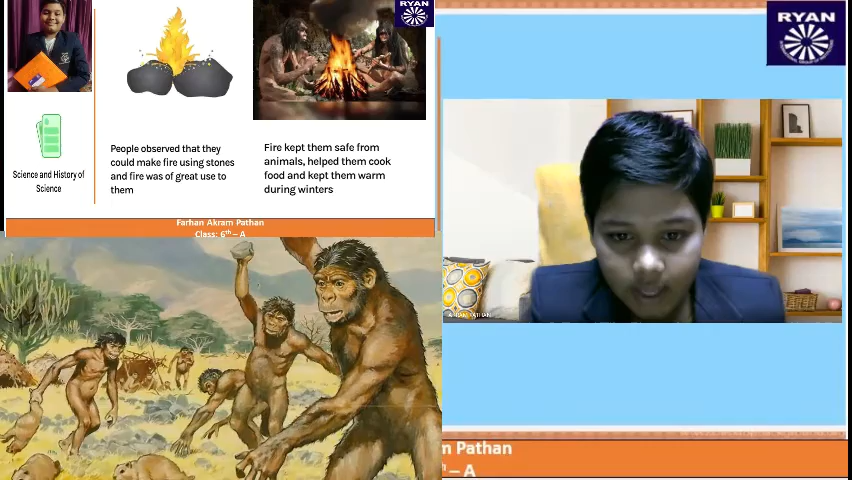 RYAN
RYAN
People observed that they
could make fire using stones
and fire was of great use to
them
Fire kept them safe from
animals, helped them cook
food and kept them warm
during winters
Science and History of
Science
Farhan Akram Pathan
Class: 6th – A
PATHAN
m Pathan
th – A